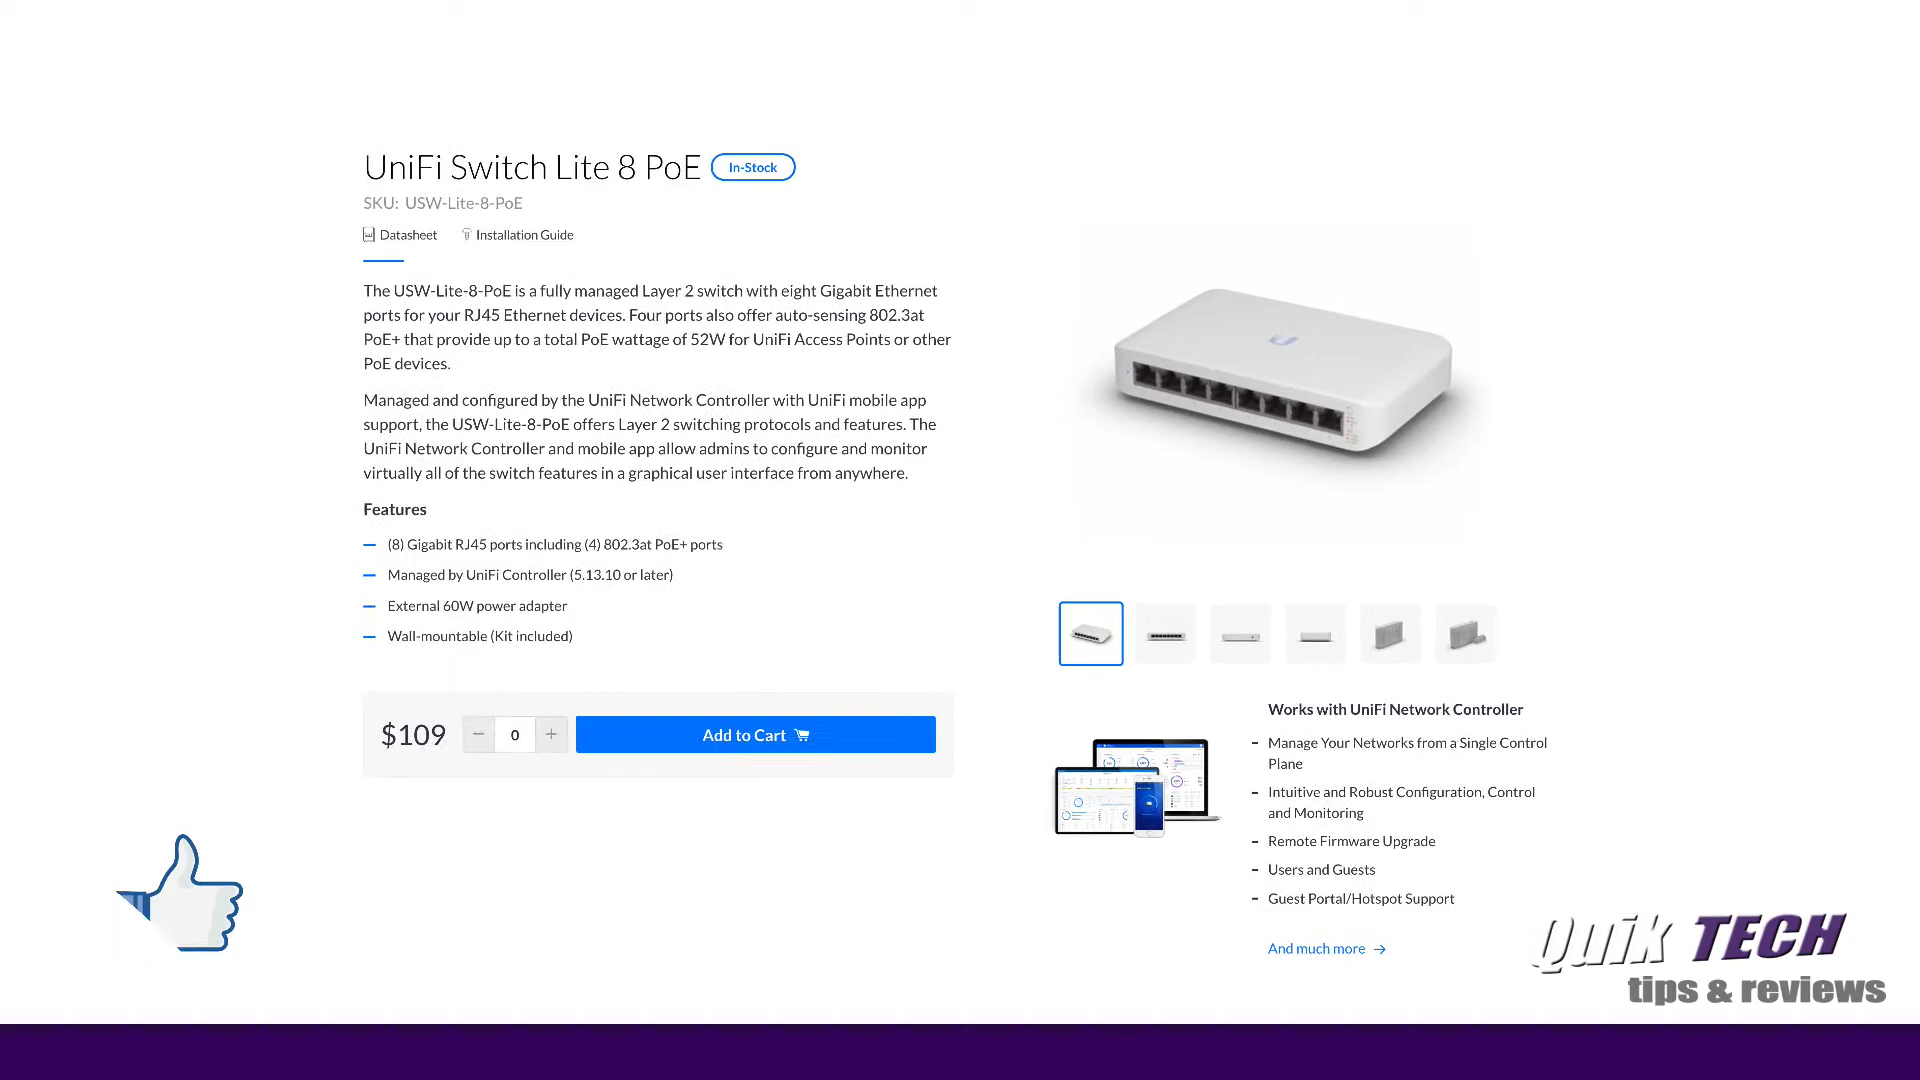 UniFi Switch Lite 8 PoE In-Stock
SKU: USW-Lite-8-PoE
Datasheet Installation Guide
The USW-Lite-8-PoE is a fully managed Layer 2 switch with eight Gigabit Ethernet
ports for your RJ45 Ethernet devices. Four ports also offer auto-sensing 802.3at
PoE+ that provide up to a total PoE wattage of 52W for UniFi Access Points or other
PoE devices.
Managed and configured by the UniFi Network Controller with UniFi mobile app
support, the USW-Lite-8-PoE offers Layer 2 switching protocols and features. The
UniFi Network Controller and mobile app allow admins to configure and monitor
virtually all of the switch features in a graphical user interface from anywhere.
Features
(8) Gigabit RJ45 ports including (4) 802.3at PoE+ ports
Managed by UniFi Controller (5.13.10 or later)
External 60W power adapter
Wall-mountable (Kit included)
$109 − 0 + Add to Cart
Works with UniFi Network Controller
- Manage Your Networks from a Single Control
Plane
- Intuitive and Robust Configuration, Control
and Monitoring
- Remote Firmware Upgrade
- Users and Guests
- Guest Portal/Hotspot Support
And much more →
Quik TECH
tips & reviews